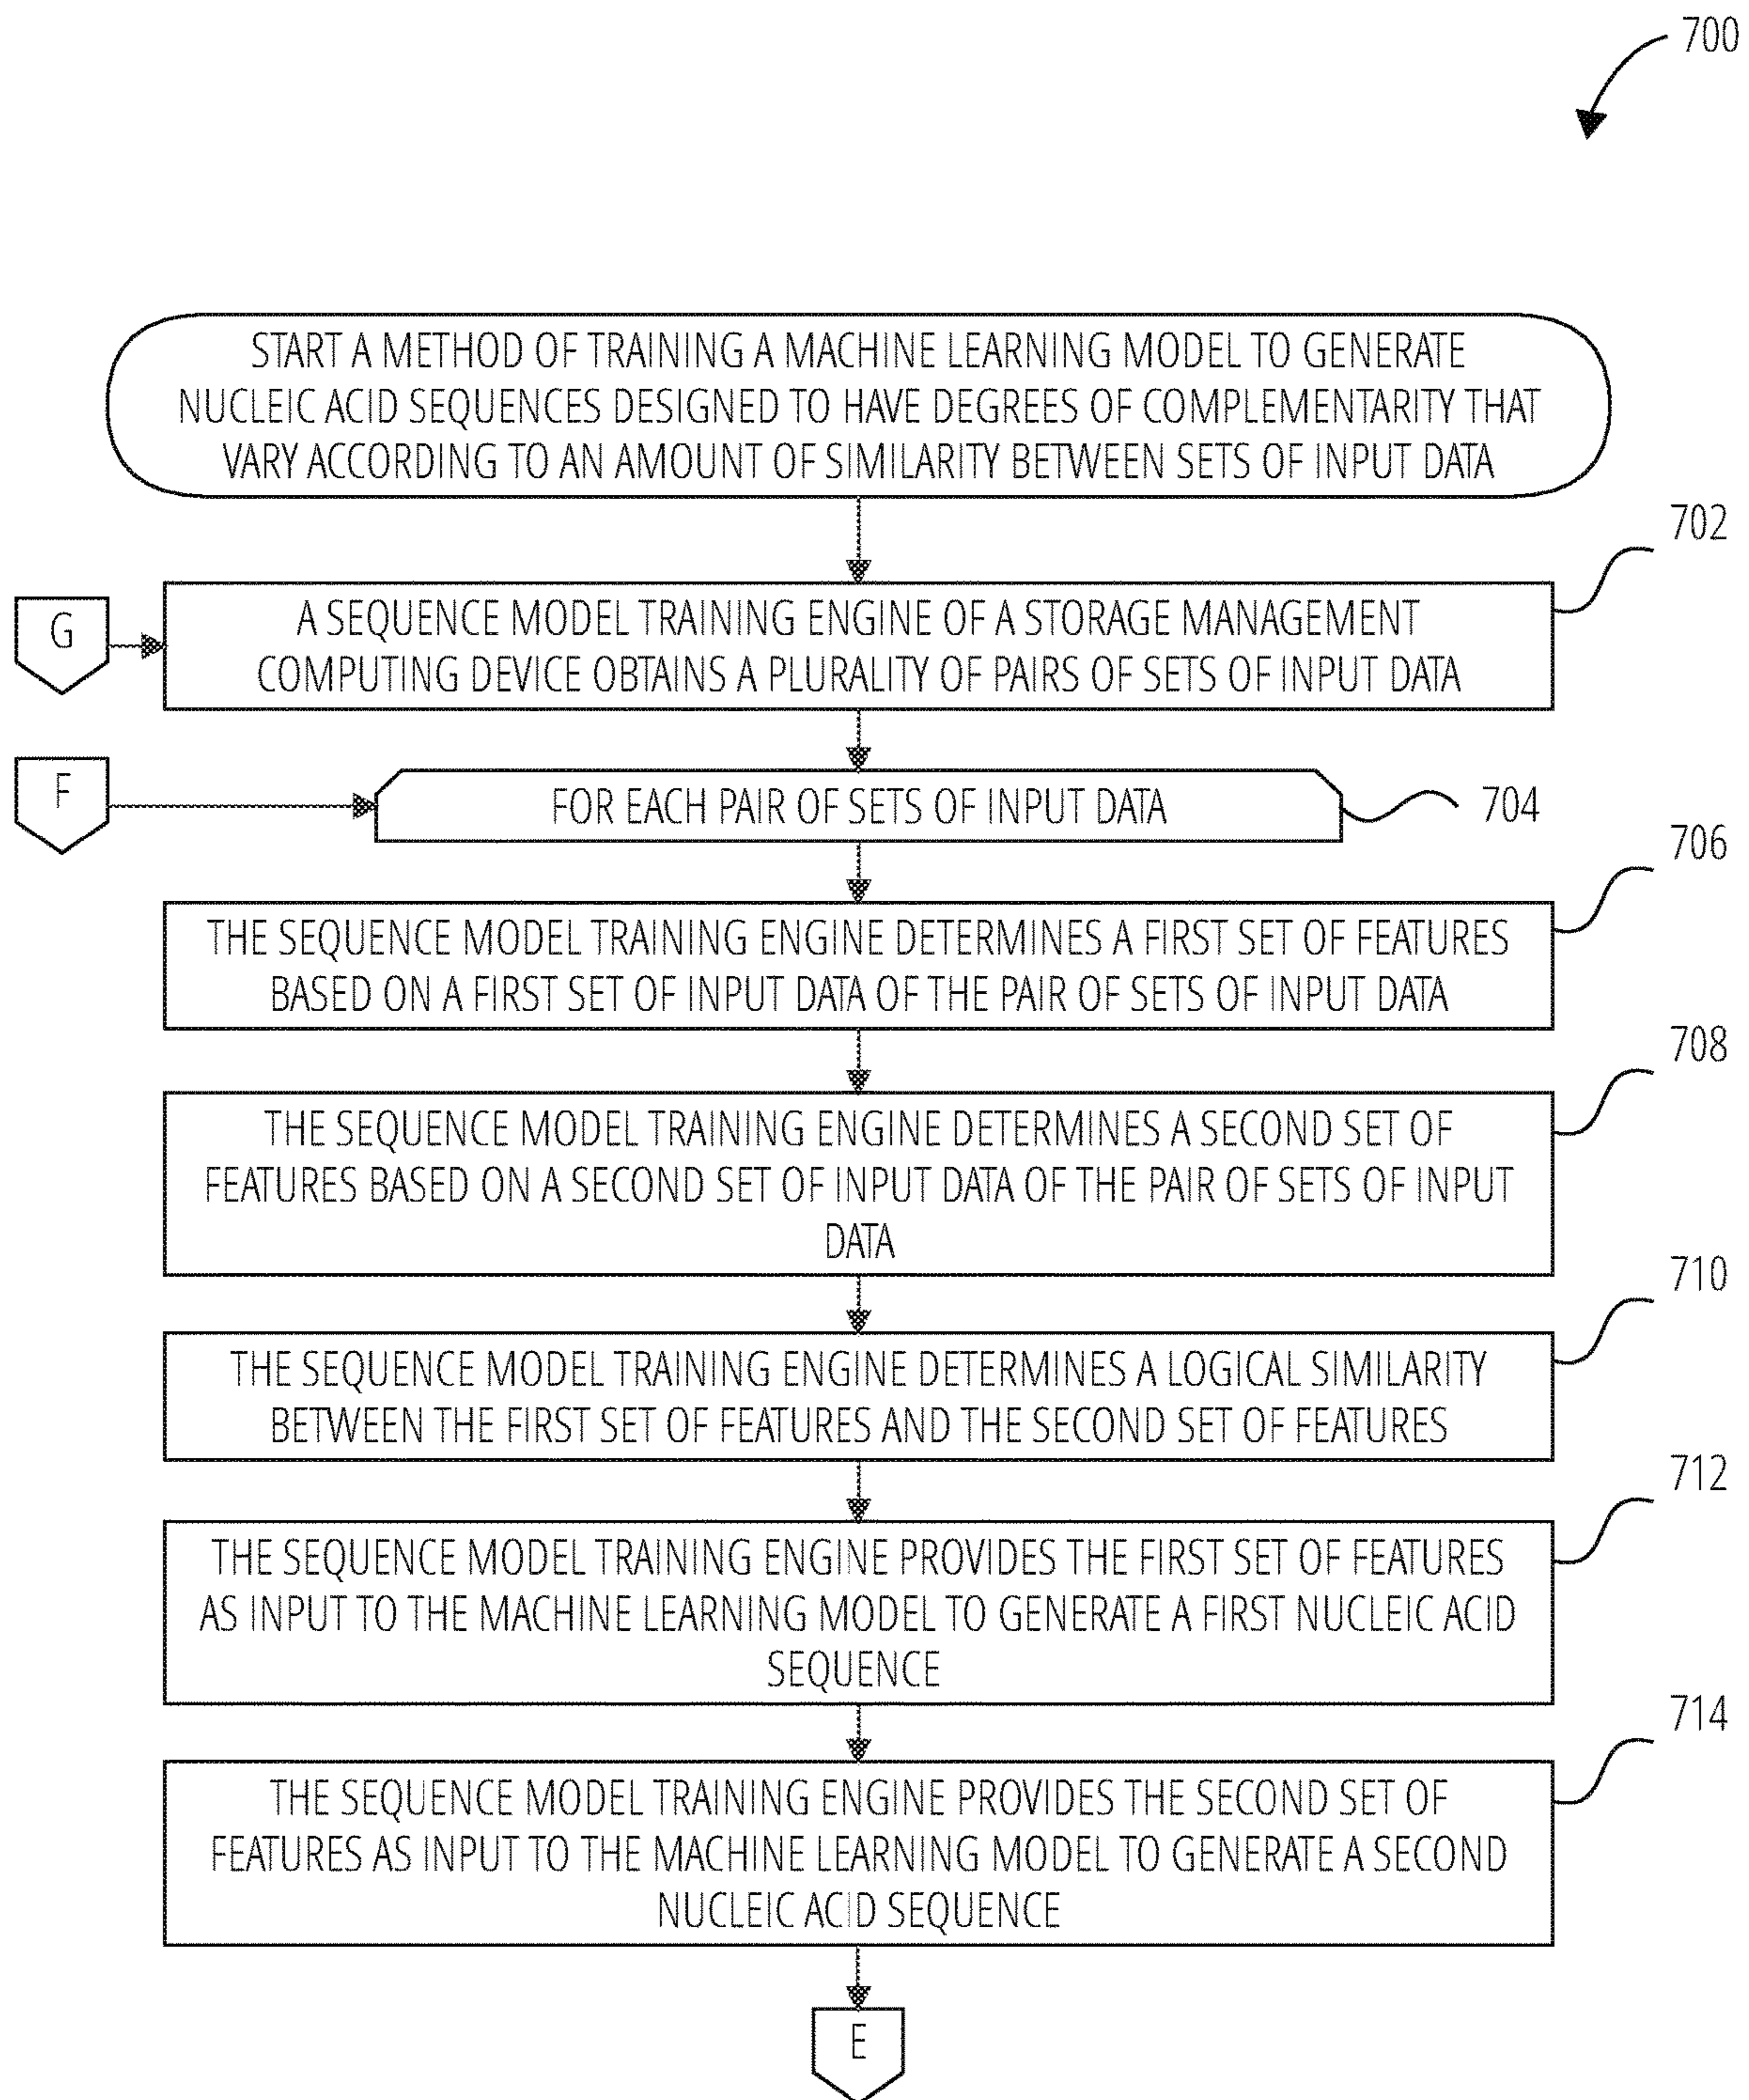 700
START A METHOD OF TRAINING A MACHINE LEARNING MODEL TO GENERATE
NUCLEIC ACID SEQUENCES DESIGNED TO HAVE DEGREES OF COMPLEMENTARITY THAT
VARY ACCORDING TO AN AMOUNT OF SIMILARITY BETWEEN SETS OF INPUT DATA
702
G
A SEQUENCE MODEL TRAINING ENGINE OF A STORAGE MANAGEMENT
COMPUTING DEVICE OBTAINS A PLURALITY OF PAIRS OF SETS OF INPUT DATA
F
FOR EACH PAIR OF SETS OF INPUT DATA
704
706
THE SEQUENCE MODEL TRAINING ENGINE DETERMINES A FIRST SET OF FEATURES
BASED ON A FIRST SET OF INPUT DATA OF THE PAIR OF SETS OF INPUT DATA
708
THE SEQUENCE MODEL TRAINING ENGINE DETERMINES A SECOND SET OF
FEATURES BASED ON A SECOND SET OF INPUT DATA OF THE PAIR OF SETS OF INPUT
DATA
710
THE SEQUENCE MODEL TRAINING ENGINE DETERMINES A LOGICAL SIMILARITY
BETWEEN THE FIRST SET OF FEATURES AND THE SECOND SET OF FEATURES
712
THE SEQUENCE MODEL TRAINING ENGINE PROVIDES THE FIRST SET OF FEATURES
AS INPUT TO THE MACHINE LEARNING MODEL TO GENERATE A FIRST NUCLEIC ACID
SEQUENCE
714
THE SEQUENCE MODEL TRAINING ENGINE PROVIDES THE SECOND SET OF
FEATURES AS INPUT TO THE MACHINE LEARNING MODEL TO GENERATE A SECOND
NUCLEIC ACID SEQUENCE
E